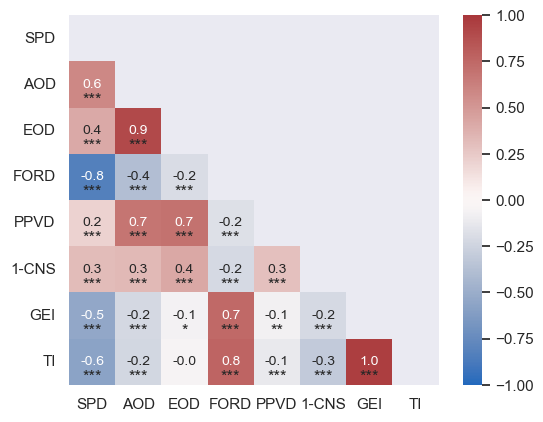 SPD
AOD 0.6
***
EOD 0.4 0.9
*** ***
FORD -0.8 -0.4 -0.2
*** *** ***
PPVD 0.2 0.7 0.7 -0.2
*** *** *** ***
1-CNS 0.3 0.3 0.4 -0.2 0.3
*** *** *** *** ***
GEI -0.5 -0.2 -0.1 0.7 -0.1 -0.2
*** *** * *** ** ***
TI -0.6 -0.2 -0.0 0.8 -0.1 -0.3 1.0
*** *** *** *** *** ***
SPD AOD EOD FORD PPVD 1-CNS GEI TI
1.00
0.75
0.50
0.25
0.00
-0.25
-0.50
-0.75
-1.00